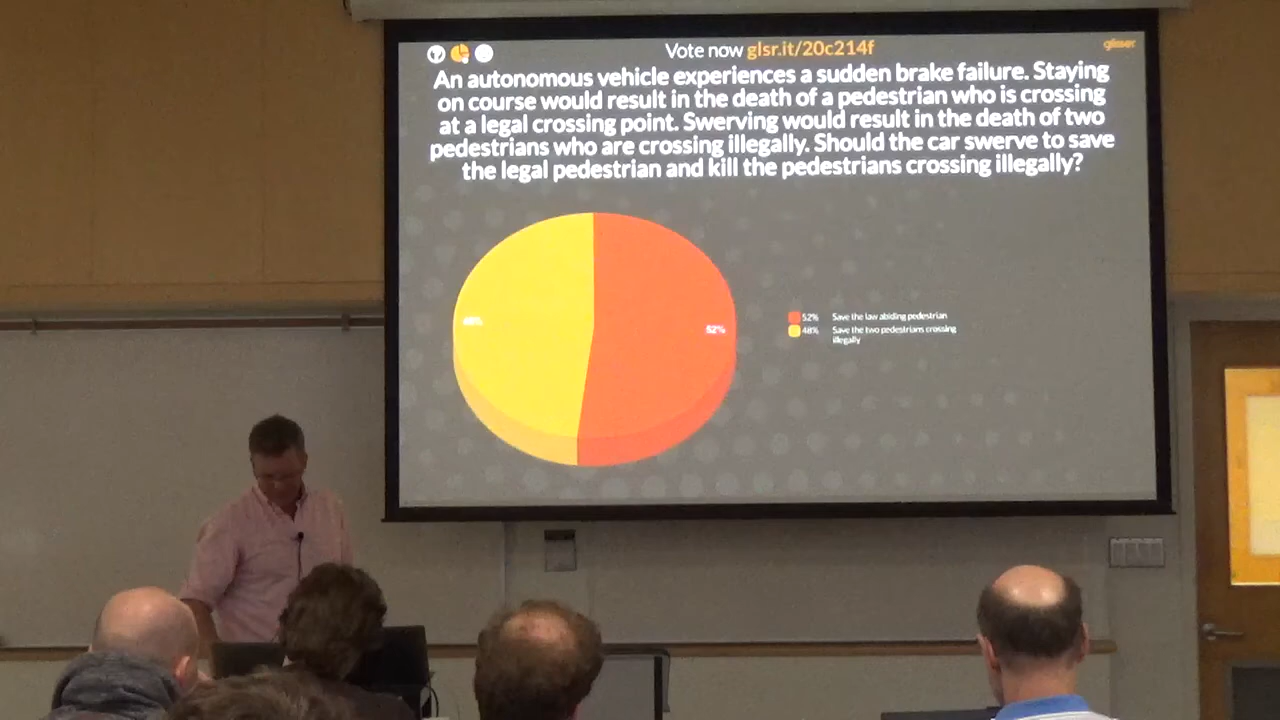 Vote now glsr.it/20c214f
glisser
An autonomous vehicle experiences a sudden brake failure. Staying
on course would result in the death of a pedestrian who is crossing
at a legal crossing point. Swerving would result in the death of two
pedestrians who are crossing illegally. Should the car swerve to save
the legal pedestrian and kill the pedestrians crossing illegally?
48%
52%
52% Save the law abiding pedestrian
48% Save the two pedestrians crossing
illegally